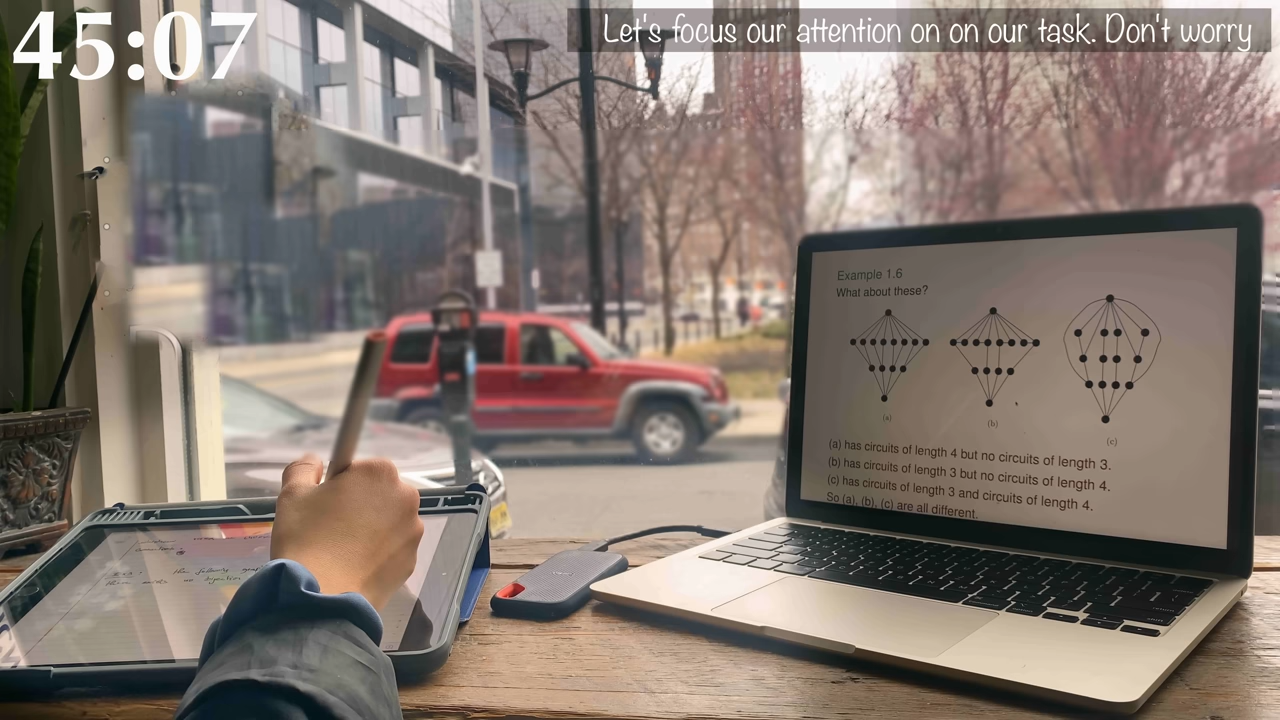 45:07
Let's focus our attention on on our task. Don't worry
Example 1.6
What about these?
(a)
(b)
(c)
(a) has circuits of length 4 but no circuits of length 3.
(b) has circuits of length 3 but no circuits of length 4.
(c) has circuits of length 3 and circuits of length 4.
So (a), (b), (c) are all different.